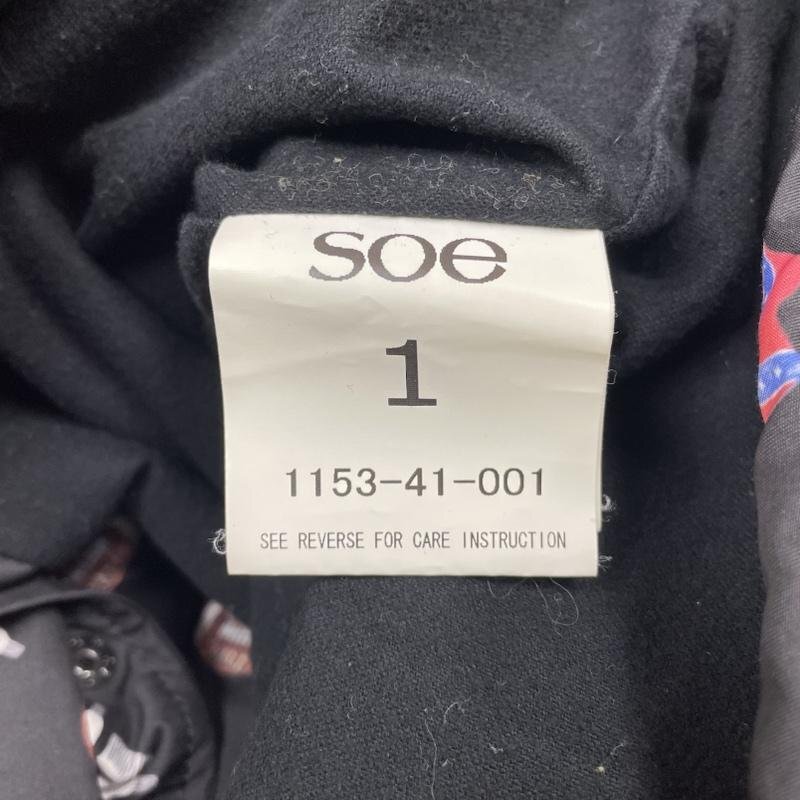 soe
1
1153-41-001
SEE REVERSE FOR CARE INSTRUCTION